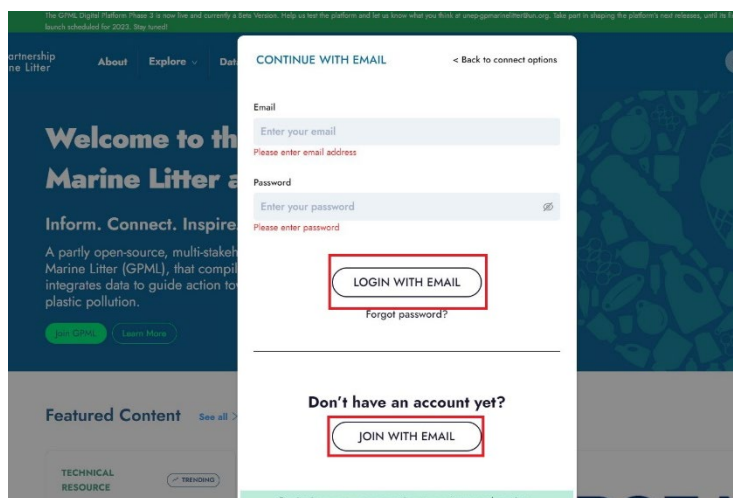 The GPML Digital Platform Phase 3 is now live and currently a Beta Version. Help us test the platform and let us know what you think at unep-gpmarinelitter@un.org. Take part in shaping the platform's next releases, until its
launch scheduled for 2023. Stay tuned!
artnership
ne Litter
About
Explore
Dat
CONTINUE WITH EMAIL
< Back to connect options
Email
Enter your email
Please enter email address
Password
Enter your password
Please enter password
LOGIN WITH EMAIL
Forgot password?
Don't have an account yet?
JOIN WITH EMAIL
Welcome to th
Marine Litter a
Inform. Connect. Inspire.
A partly open-source, multi-stakeh
Marine Litter (GPML), that compil
integrates data to guide action to
plastic pollution.
Join GPML
Learn More
Featured Content
See all >
TECHNICAL
RESOURCE
TRENDING